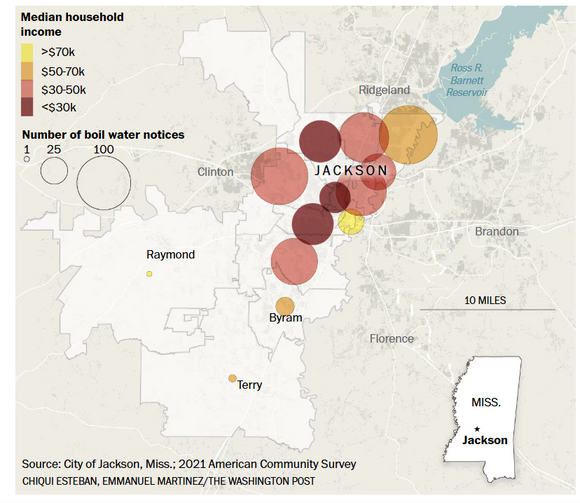 Median household
income
>$70k
$50-70k
$30-50k
<$30k
Number of boil water notices
1 25 100
Ross R.
Barnett
Reservoir
Ridgeland
Clinton
JACKSON
Brandon
Raymond
10 MILES
Byram
Florence
Terry
MISS.
Jackson
Source: City of Jackson, Miss.; 2021 American Community Survey
CHIQUI ESTEBAN, EMMANUEL MARTINEZ/THE WASHINGTON POST